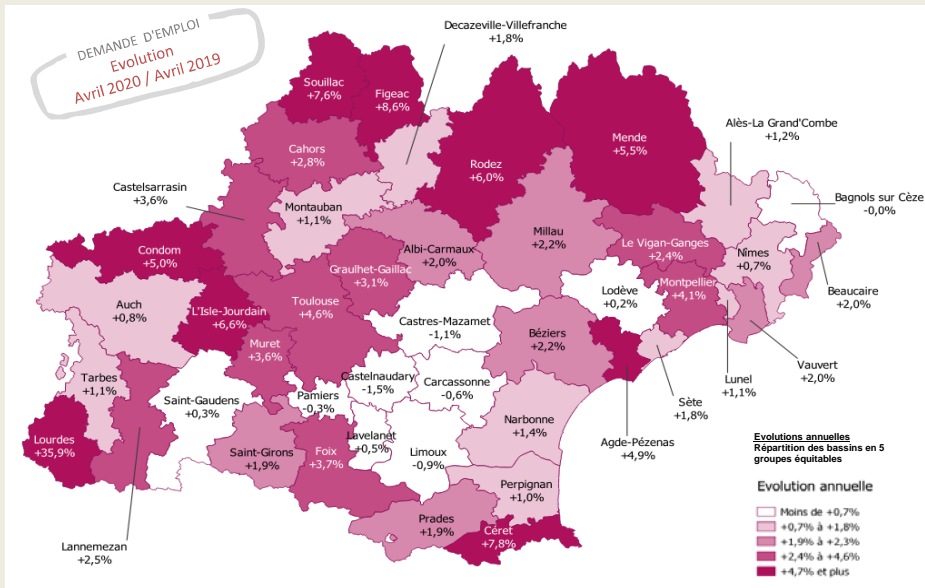 DEMANDE D'EMPLOI
Evolution
Avril 2020 / Avril 2019
Decazeville-Villefranche
+1,8%
Souillac
+7,6%
Figeac
+8,6%
Alès-La Grand'Combe
+1,2%
Mende
+5,5%
Cahors
+2,8%
Rodez
+6,0%
Castelsarrasin
+3,6%
Bagnols sur Cèze
-0,0%
Montauban
+1,1%
Millau
+2,2%
Le Vigan-Ganges
+2,4%
Condom
+5,0%
Albi-Carmaux
+2,0%
Nîmes
+0,7%
Graulhet-Gaillac
+3,1%
Montpellier
+4,1%
Lodève
+0,2%
Beaucaire
+2,0%
Auch
+0,8%
L'Isle-Jourdain
+6,6%
Toulouse
+4,6%
Castres-Mazamet
-1,1%
Béziers
+2,2%
Muret
+3,6%
Vauvert
+2,0%
Tarbes
+1,1%
Castelnaudary
-1,5%
Carcassonne
-0,6%
Lunel
+1,1%
Pamiers
-0,3%
Saint-Gaudens
+0,3%
Sète
+1,8%
Narbonne
+1,4%
Lourdes
+35,9%
Lavelanet
+0,5%
Agde-Pézenas
+4,9%
Saint-Girons
+1,9%
Foix
+3,7%
Limoux
-0,9%
Perpignan
+1,0%
Prades
+1,9%
Céret
+7,8%
Lannemezan
+2,5%
Evolutions annuelles
Répartition des bassins en 5
groupes équitables
Evolution annuelle
Moins de +0,7%
+0,7% à +1,8%
+1,9% à +2,3%
+2,4% à +4,6%
+4,7% et plus